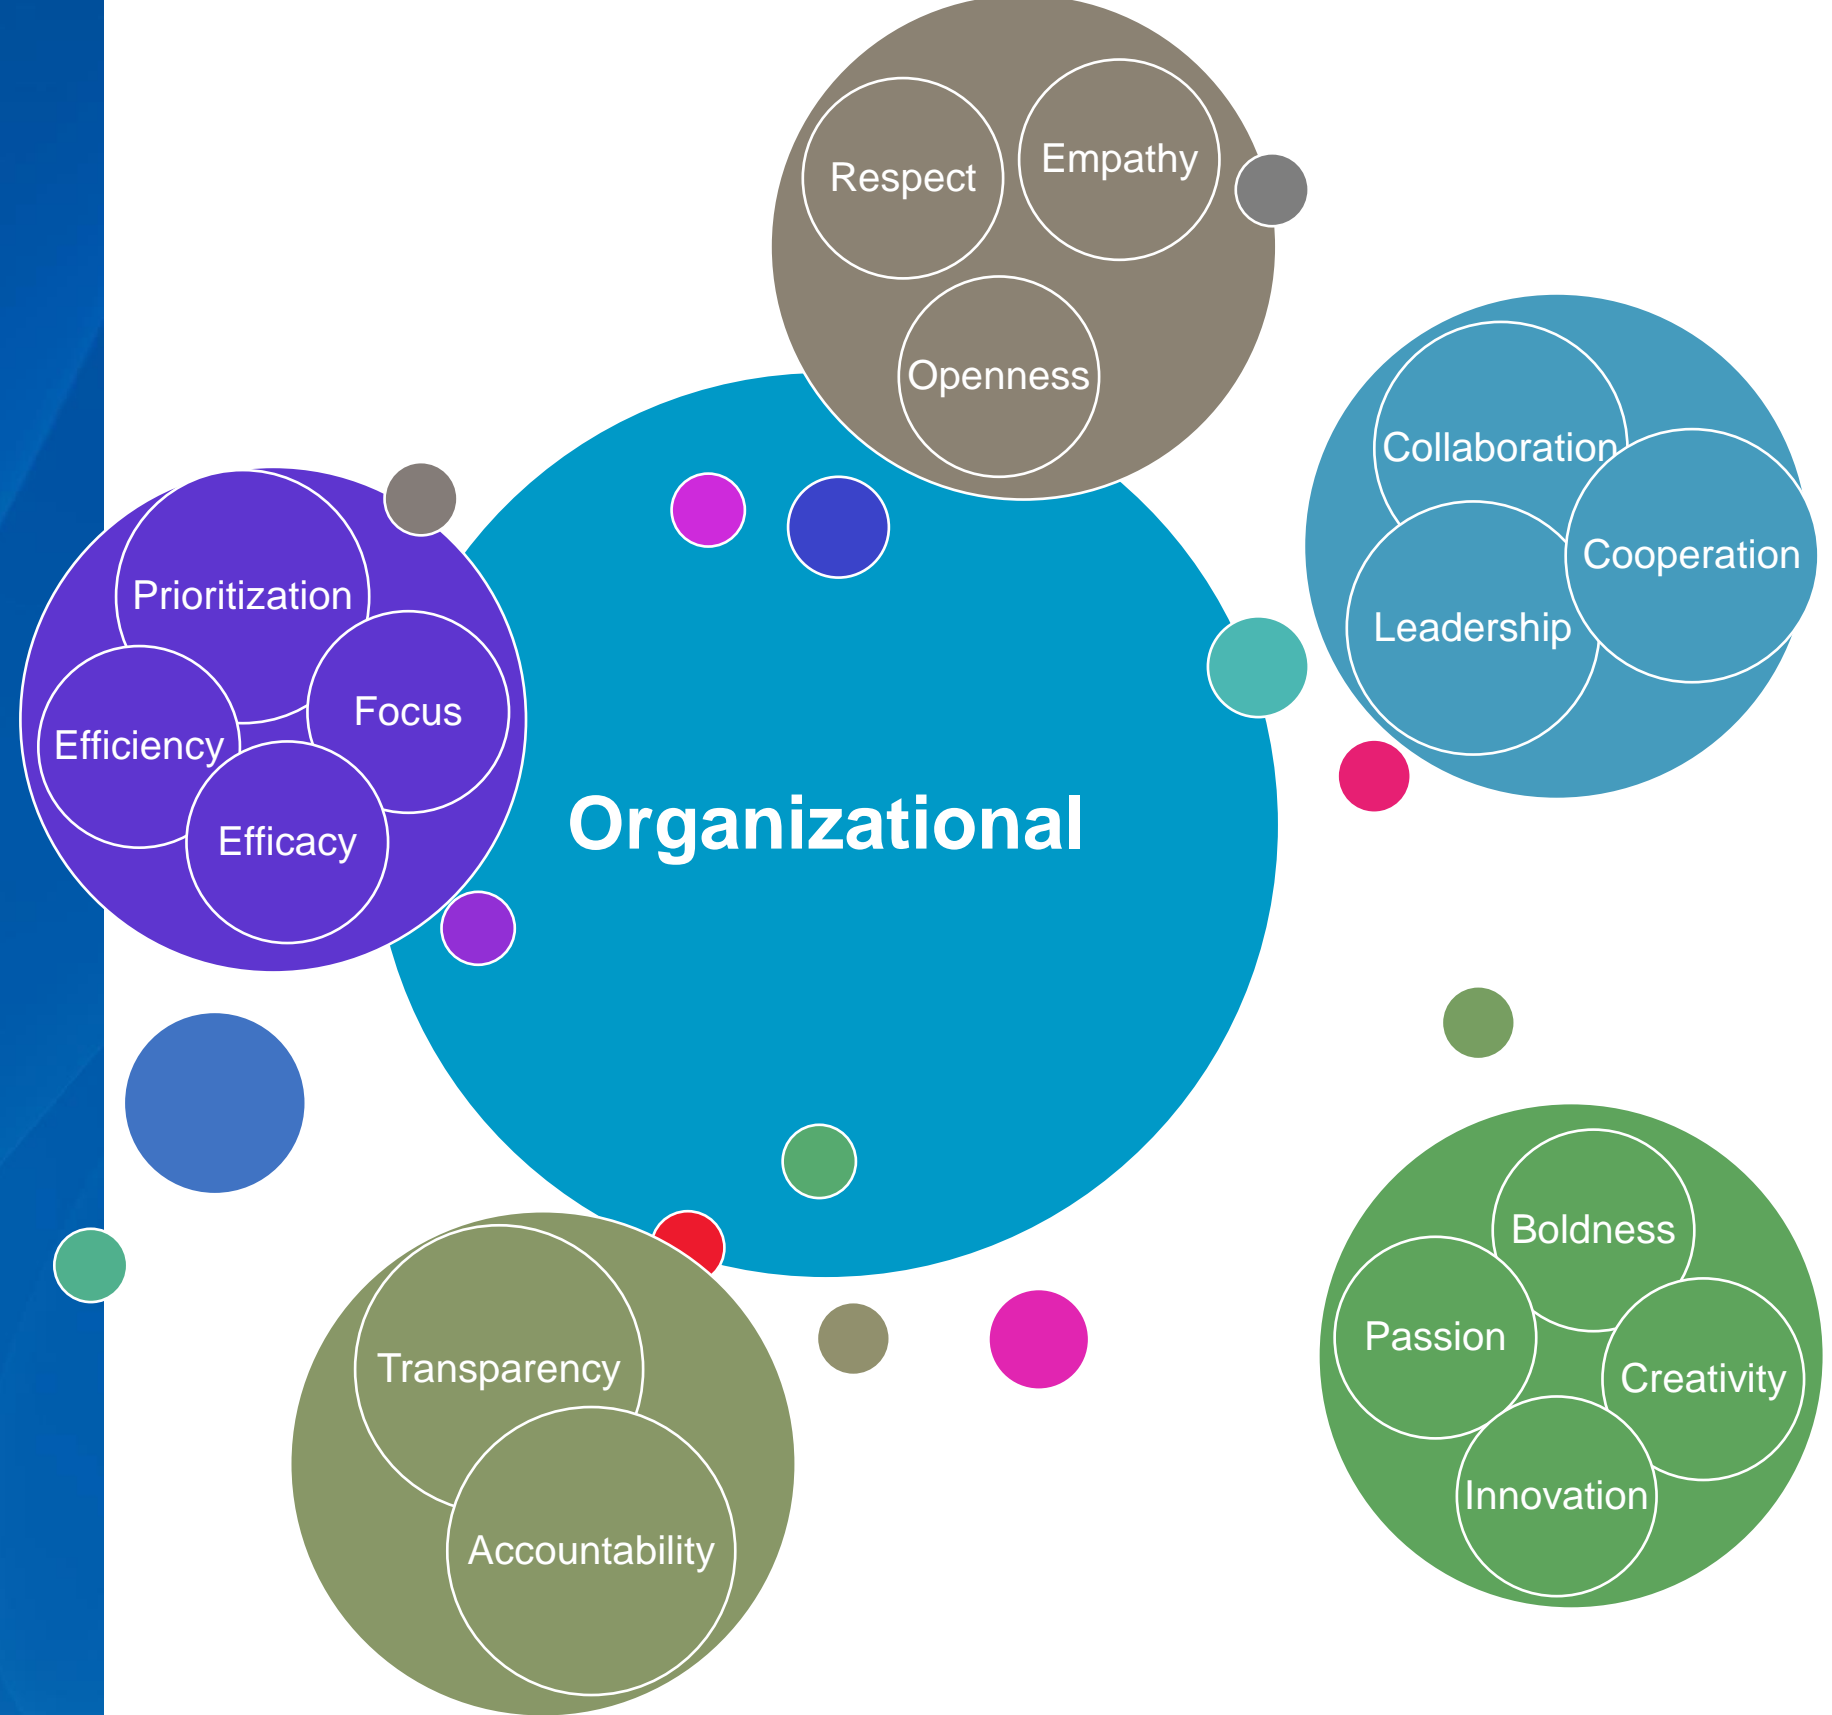 Respect
Empathy
Openness
Collaboration
Cooperation
Leadership
Prioritization
Focus
Efficiency
Efficacy
Organizational
Boldness
Passion
Creativity
Innovation
Transparency
Accountability